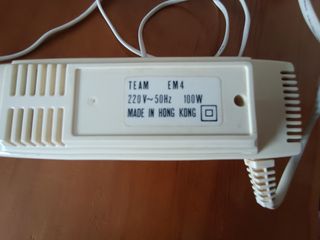 TEAM EM4
220V~50Hz 100W
MADE IN HONG KONG